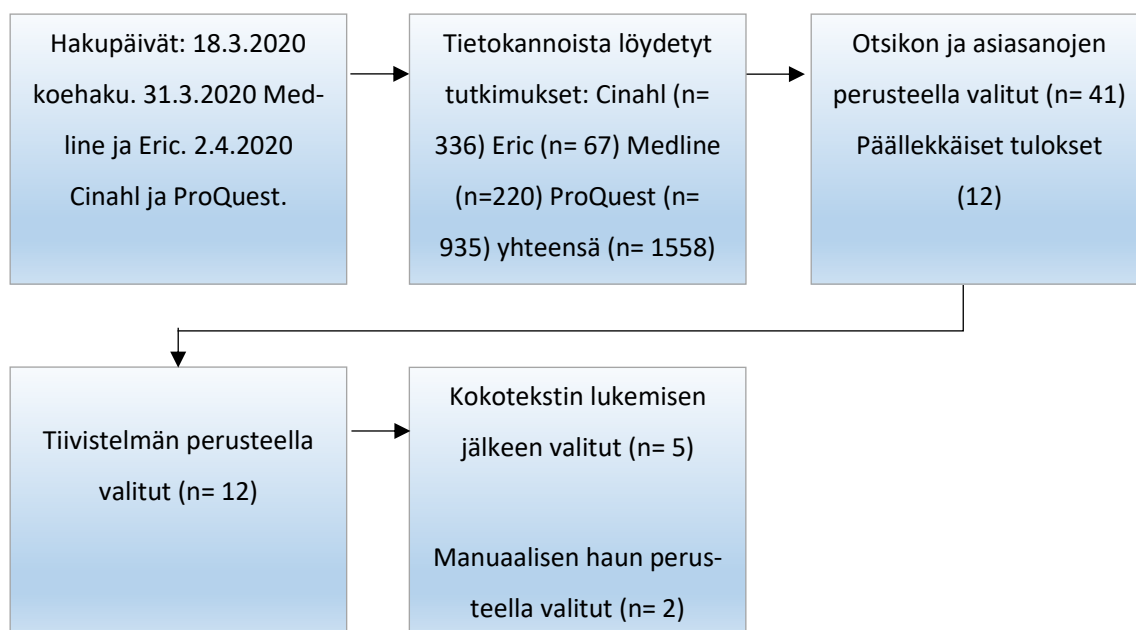 Hakupäivät: 18.3.2020
koehaku. 31.3.2020 Med-
line ja Eric. 2.4.2020
Cinahl ja ProQuest.
Tietokannoista löydetyt
tutkimukset: Cinahl (n=
336) Eric (n= 67) Medline
(n=220) ProQuest (n=
935) yhteensä (n= 1558)
Otsikon ja asiasanojen
perusteella valitut (n= 41)
Päällekkäiset tulokset
(12)
Tiivistelmän perusteella
valitut (n= 12)
Kokotekstin lukemisen
jälkeen valitut (n= 5)
Manuaalisen haun perus-
teella valitut (n= 2)